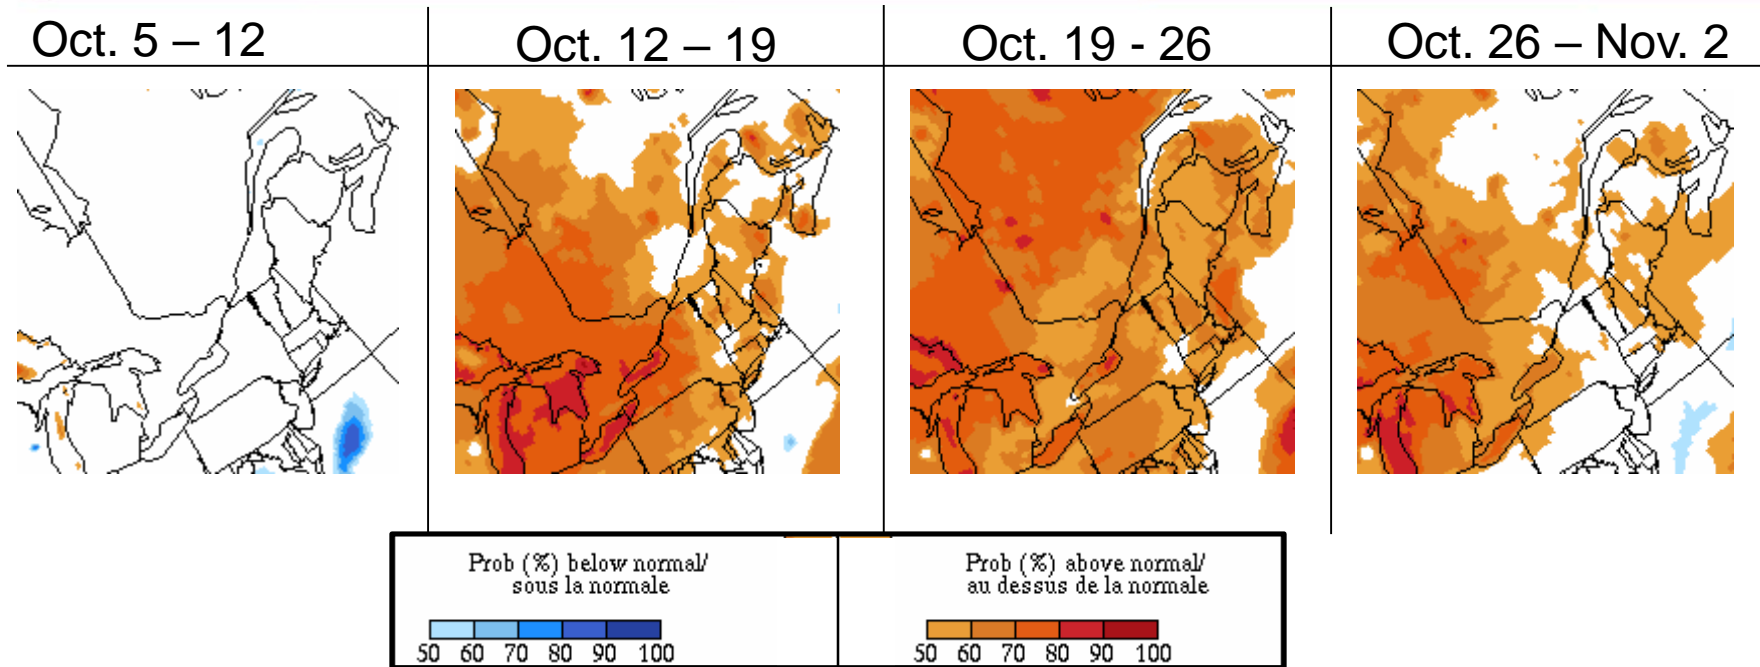 Oct. 5 – 12
Oct. 12 – 19
Oct. 19 - 26
Oct. 26 – Nov. 2
Prob (%) below normal/
sous la normale
50 60 70 80 90 100
Prob (%) above normal/
au dessus de la normale
50 60 70 80 90 100